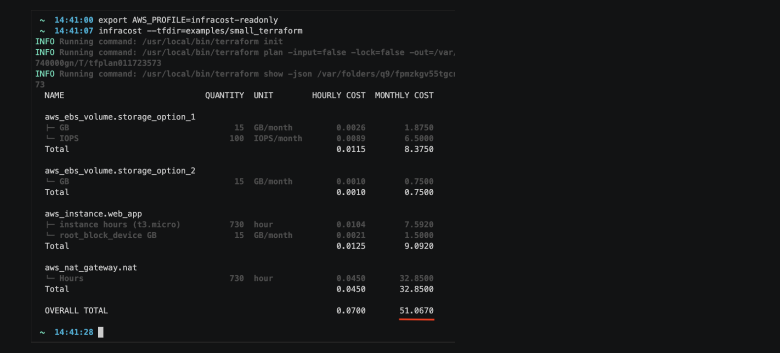 ~ 14:41:00 export AWS_PROFILE=infracost-readonly
~ 14:41:07 infracost --tfdir=examples/small_terraform
INFO Running command: /usr/local/bin/terraform init
INFO Running command: /usr/local/bin/terraform plan -input=false -lock=false -out=/var/
740000gn/T/tfplan011723573
INFO Running command: /usr/local/bin/terraform show -json /var/folders/q9/fpmzkgv55tgcn
73
NAME QUANTITY UNIT HOURLY COST MONTHLY COST
aws_ebs_volume.storage_option_1
├─ GB 15 GB/month 0.0026 1.8750
└─ IOPS 100 IOPS/month 0.0089 6.5000
Total 0.0115 8.3750
aws_ebs_volume.storage_option_2
└─ GB 15 GB/month 0.0010 0.7500
Total 0.0010 0.7500
aws_instance.web_app
├─ instance hours (t3.micro) 730 hour 0.0104 7.5920
└─ root_block_device GB 15 GB/month 0.0021 1.5000
Total 0.0125 9.0920
aws_nat_gateway.nat
└─ Hours 730 hour 0.0450 32.8500
Total 0.0450 32.8500
OVERALL TOTAL 0.0700 51.0670
~ 14:41:28